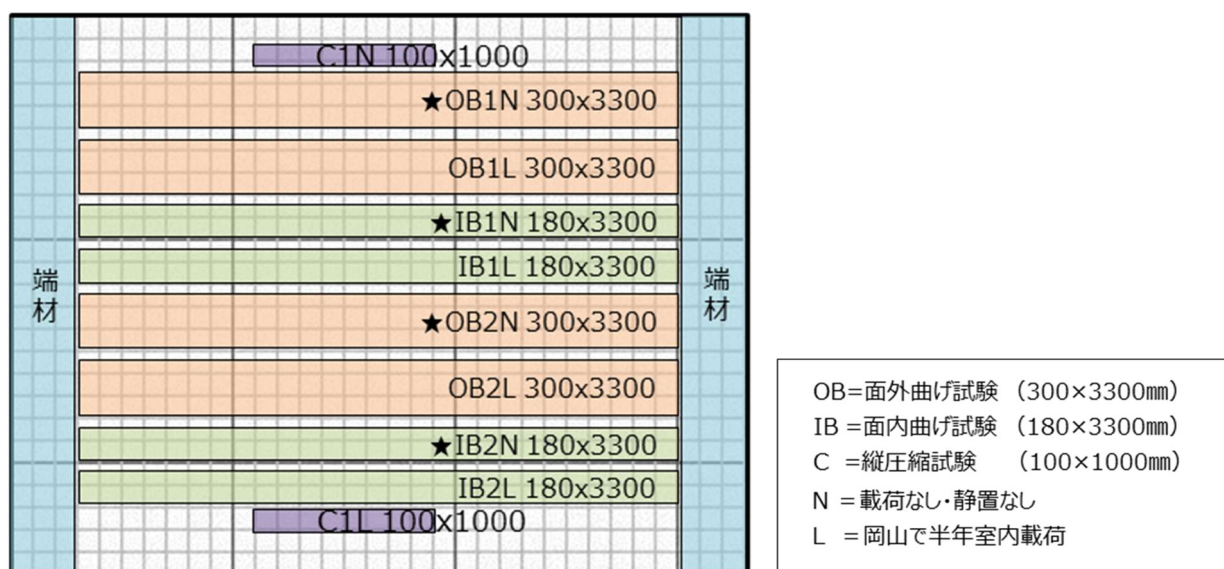 C1N 100x1000
★OB1N 300x3300
OB1L 300x3300
★IB1N 180x3300
IB1L 180x3300
★OB2N 300x3300
OB2L 300x3300
★IB2N 180x3300
IB2L 180x3300
C1L 100x1000
端材
端材
OB=面外曲げ試験 (300×3300㎜)
IB =面内曲げ試験 (180×3300㎜)
C =縦圧縮試験 (100×1000㎜)
N =載荷なし・静置なし
L =岡山で半年室内載荷